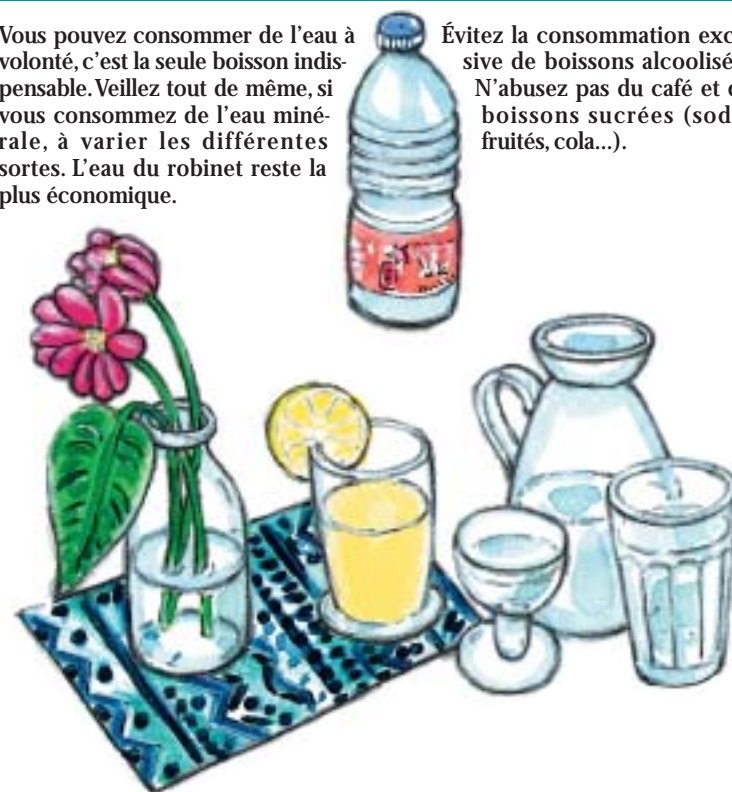 Vous pouvez consommer de l’eau à
volonté, c’est la seule boisson indis-
pensable. Veillez tout de même, si
vous consommez de l’eau miné-
rale, à varier les différentes
sortes. L’eau du robinet reste la
plus économique.
Évitez la consommation exc
sive de boissons alcoolisé
N’abusez pas du café et d
boissons sucrées (sod
fruités, cola...).